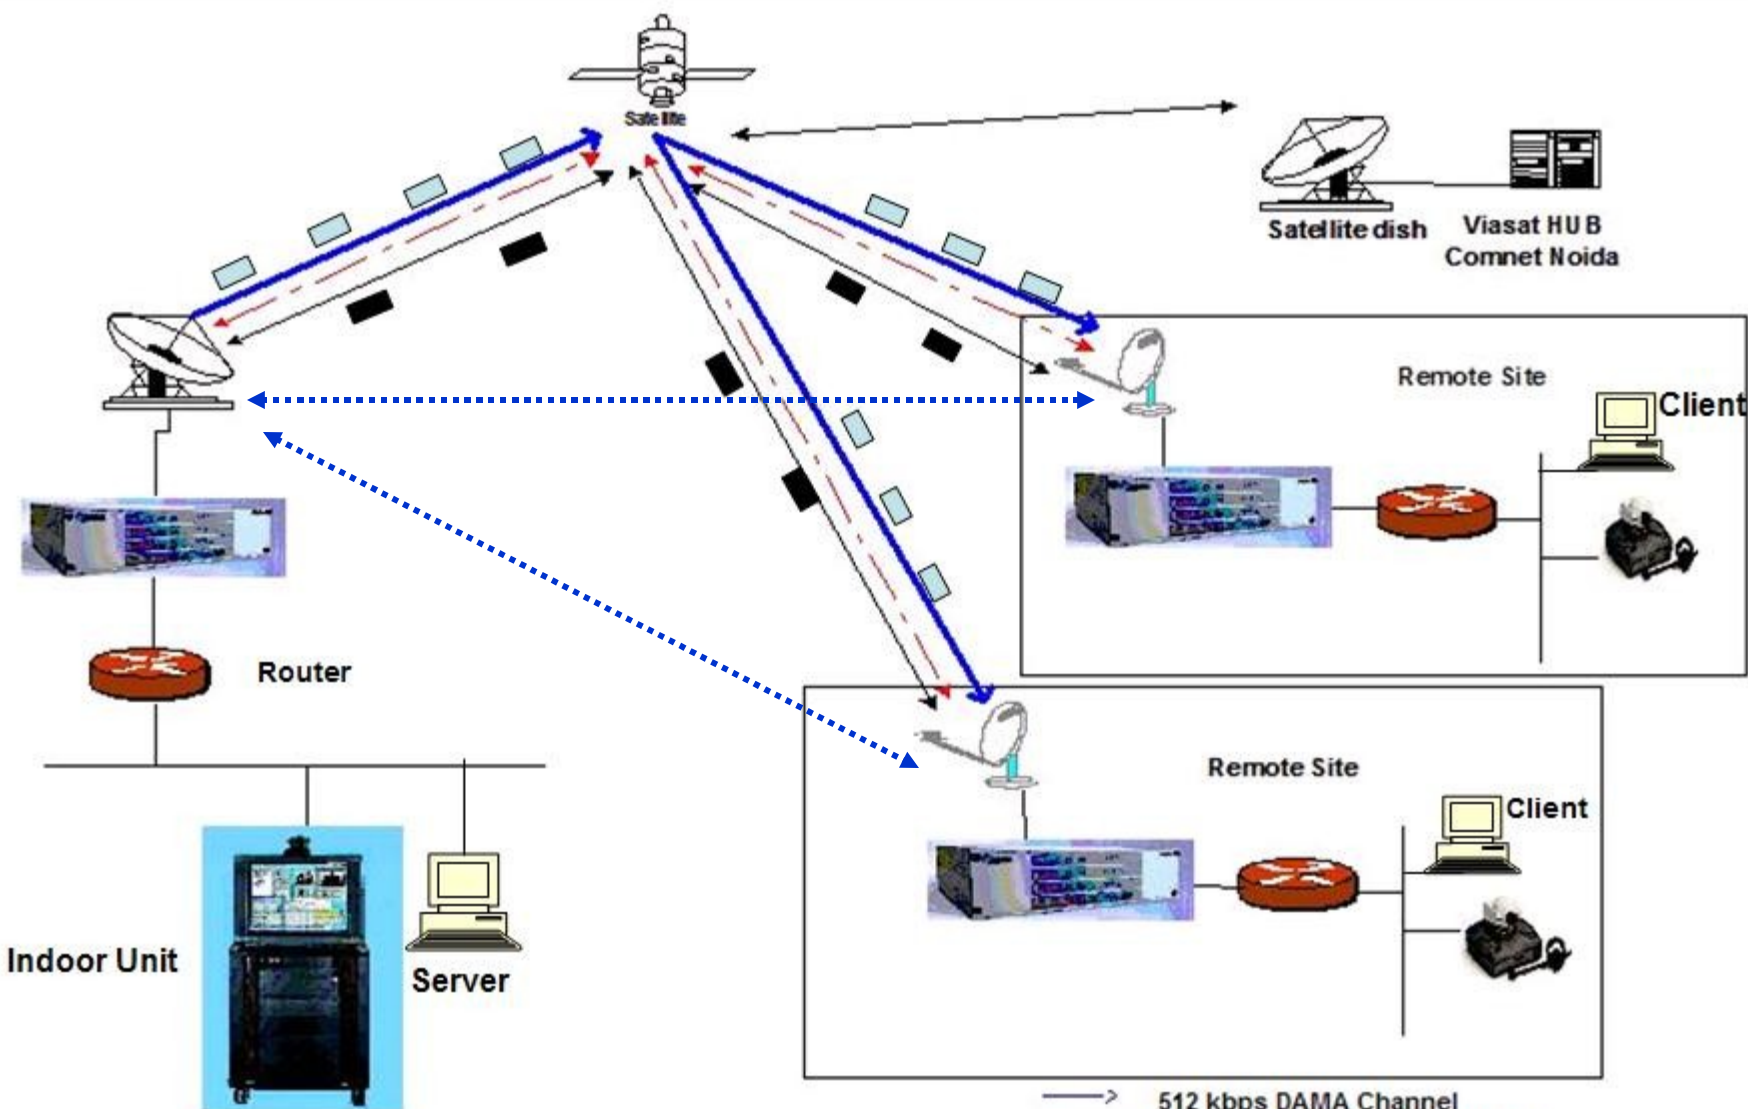 Satellite
Satellite dish
Viasat HUB
Comnet Noida
Remote Site
Client
Router
Remote Site
Client
Indoor Unit
Server
512 kbps DAMA Channel